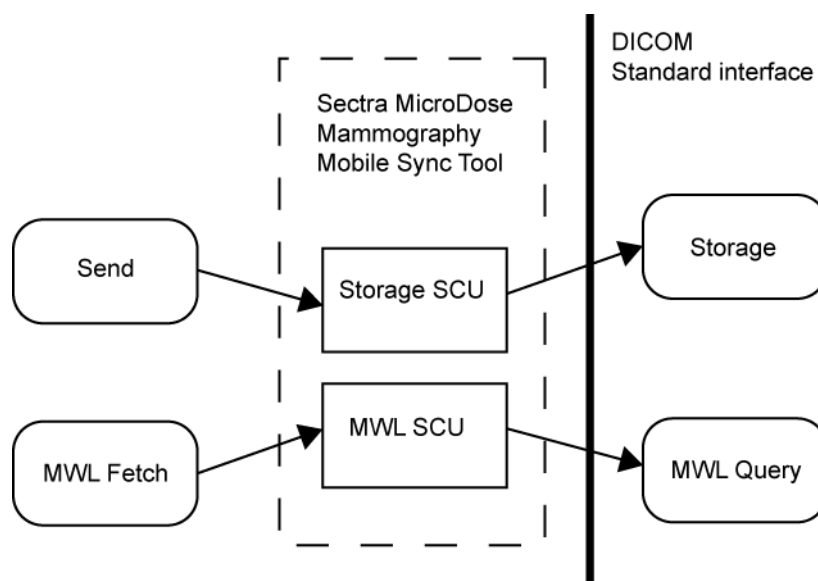 DICOM
Standard interface
Sectra MicroDose
Mammography
Mobile Sync Tool
Send
Storage SCU
Storage
MWL Fetch
MWL SCU
MWL Query